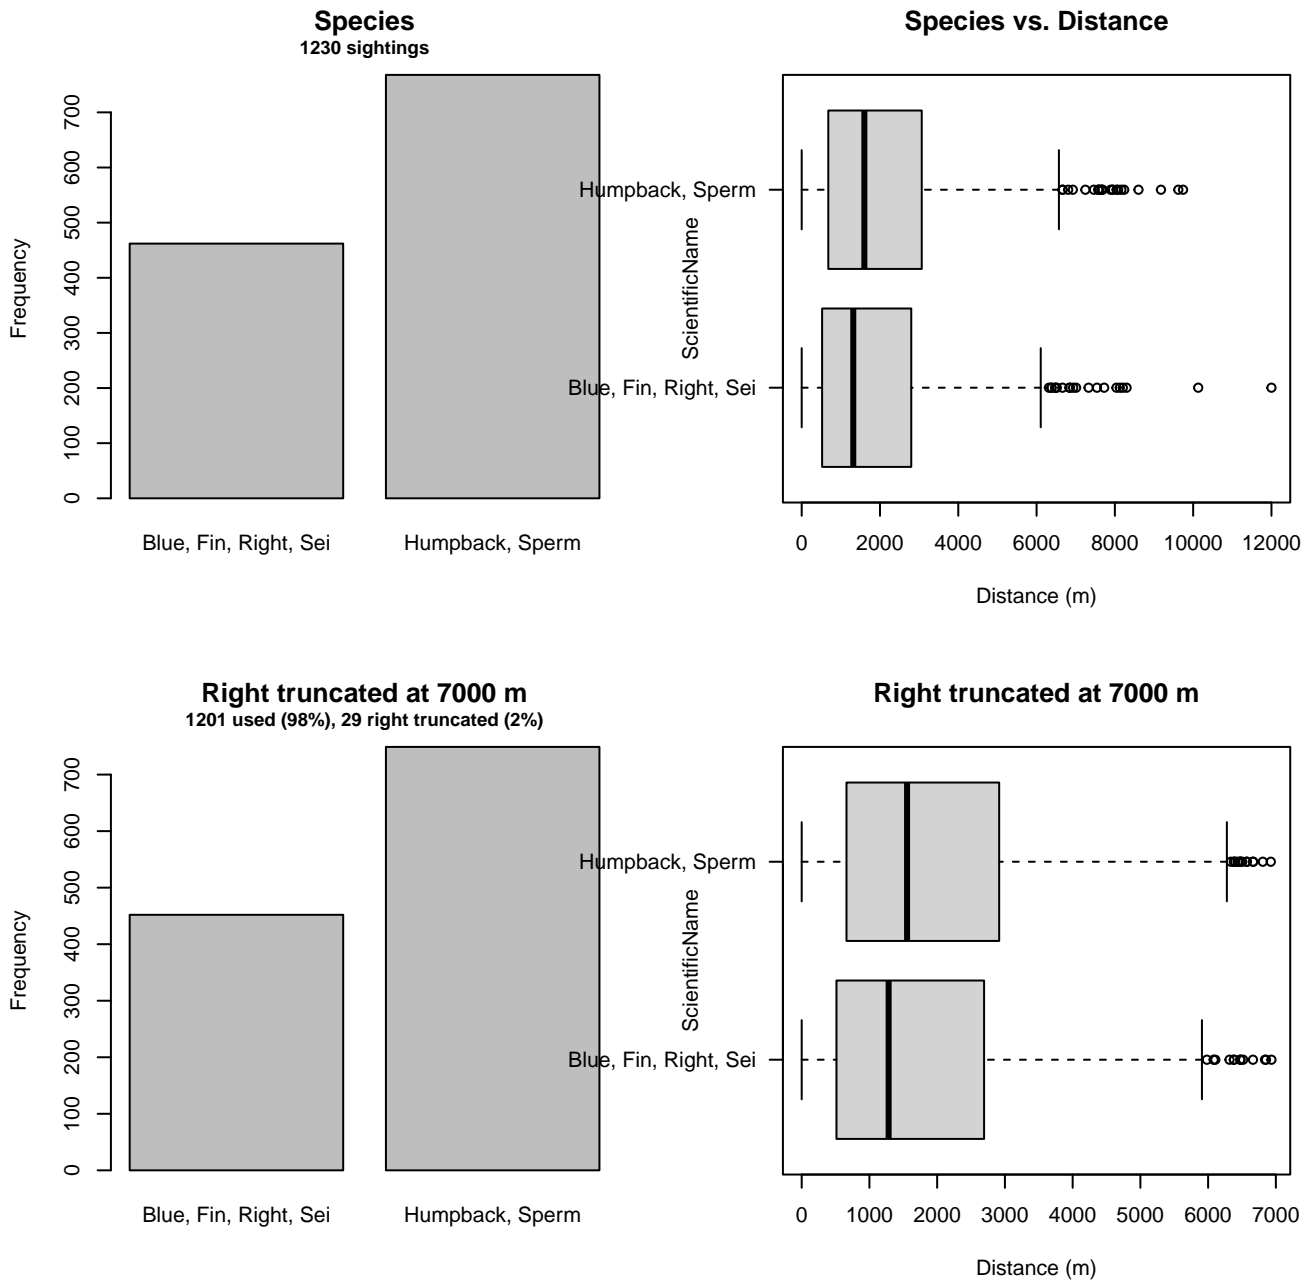 Species
1230 sightings
Frequency
0 100 200 300 400 500 600 700
Blue, Fin, Right, Sei Humpback, Sperm
Species vs. Distance
ScientificName
Humpback, Sperm
Blue, Fin, Right, Sei
0 2000 4000 6000 8000 10000 12000
Distance (m)
Right truncated at 7000 m
1201 used (98%), 29 right truncated (2%)
Frequency
0 100 200 300 400 500 600 700
Blue, Fin, Right, Sei Humpback, Sperm
Right truncated at 7000 m
ScientificName
Humpback, Sperm
Blue, Fin, Right, Sei
0 1000 2000 3000 4000 5000 6000 7000
Distance (m)